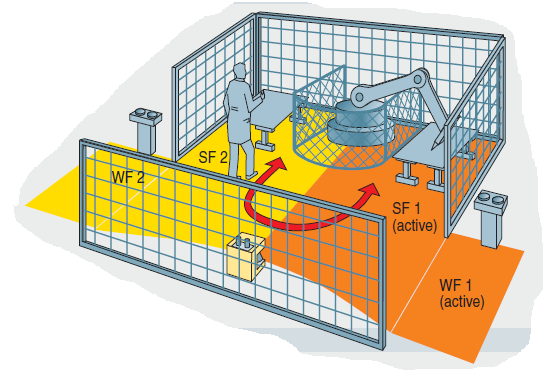 SF 2
WF 2
SF 1
(active)
WF 1
(active)